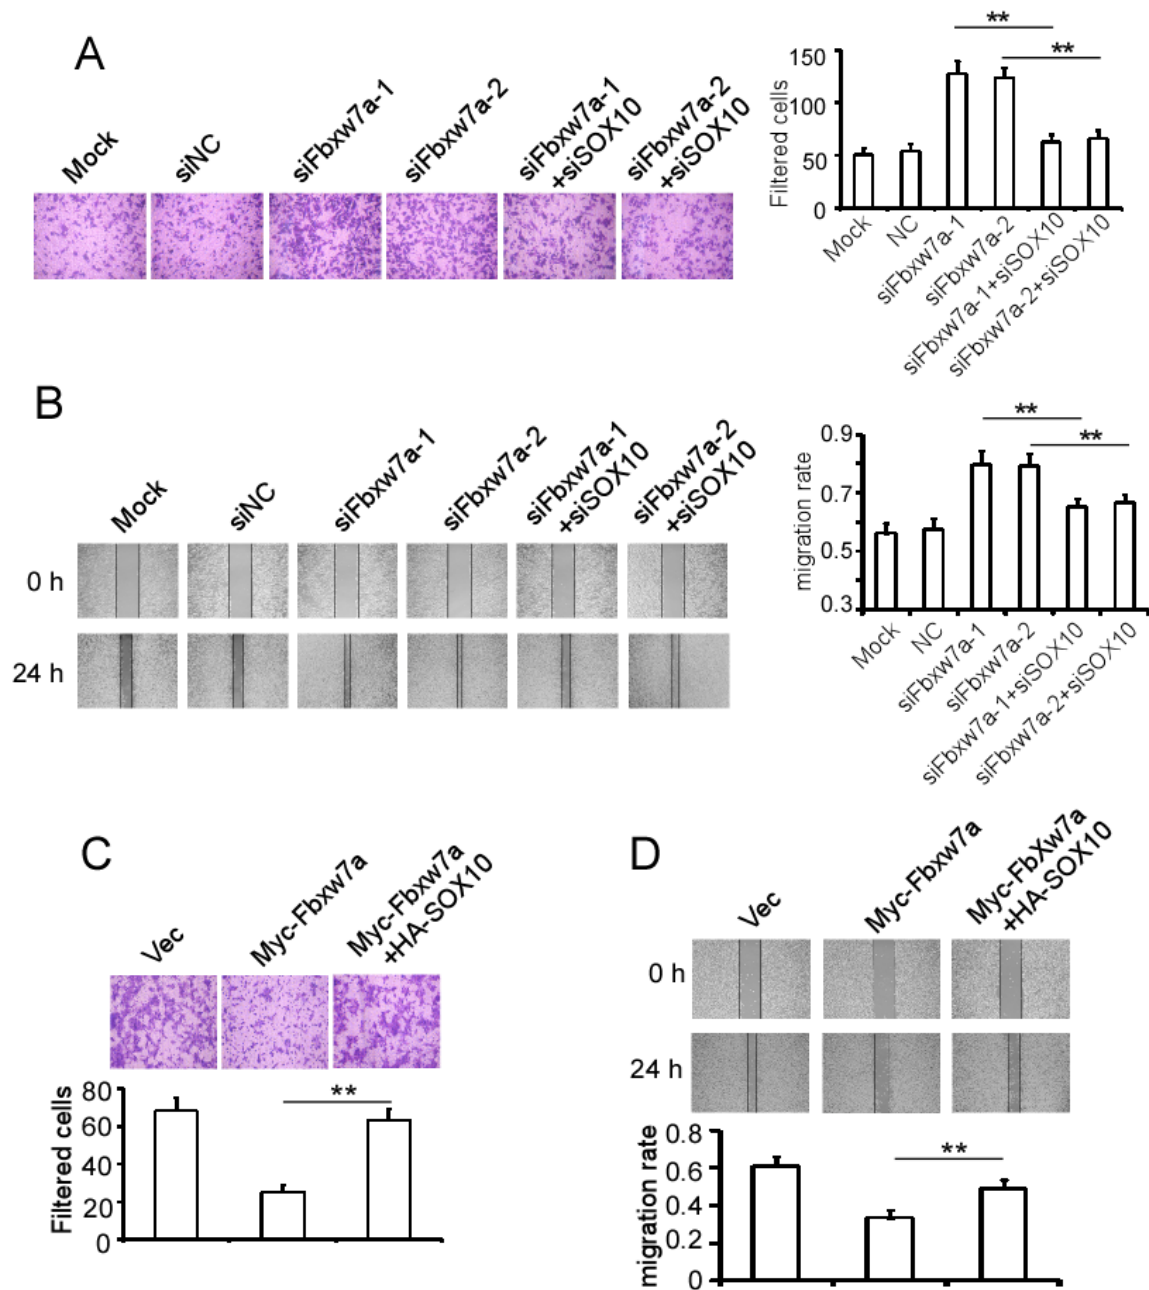 A
Mock
siNC
siFbxw7a-1
siFbxw7a-2
siFbxw7a-1
+siSOX10
siFbxw7a-2
+siSOX10
**
**
Filtered cells
150
100
50
0
Mock
NC
siFbxw7a-1
siFbxw7a-2
siFbxw7a-1+siSOX10
siFbxw7a-2+siSOX10
B
Mock
siNC
siFbxw7a-1
siFbxw7a-2
siFbxw7a-1
+siSOX10
siFbxw7a-2
+siSOX10
0 h
24 h
**
**
migration rate
0.9
0.7
0.5
0.3
Mock
NC
siFbxw7a-1
siFbxw7a-2
siFbxw7a-1+siSOX10
siFbxw7a-2+siSOX10
C
Vec
Myc-Fbxw7a
Myc-Fbxw7a
+HA-SOX10
Filtered cells
80
60
40
20
0
**
D
Vec
Myc-Fbxw7a
Myc-FbXw7a
+HA-SOX10
0 h
24 h
migration rate
0.8
0.6
0.4
0.2
0
**